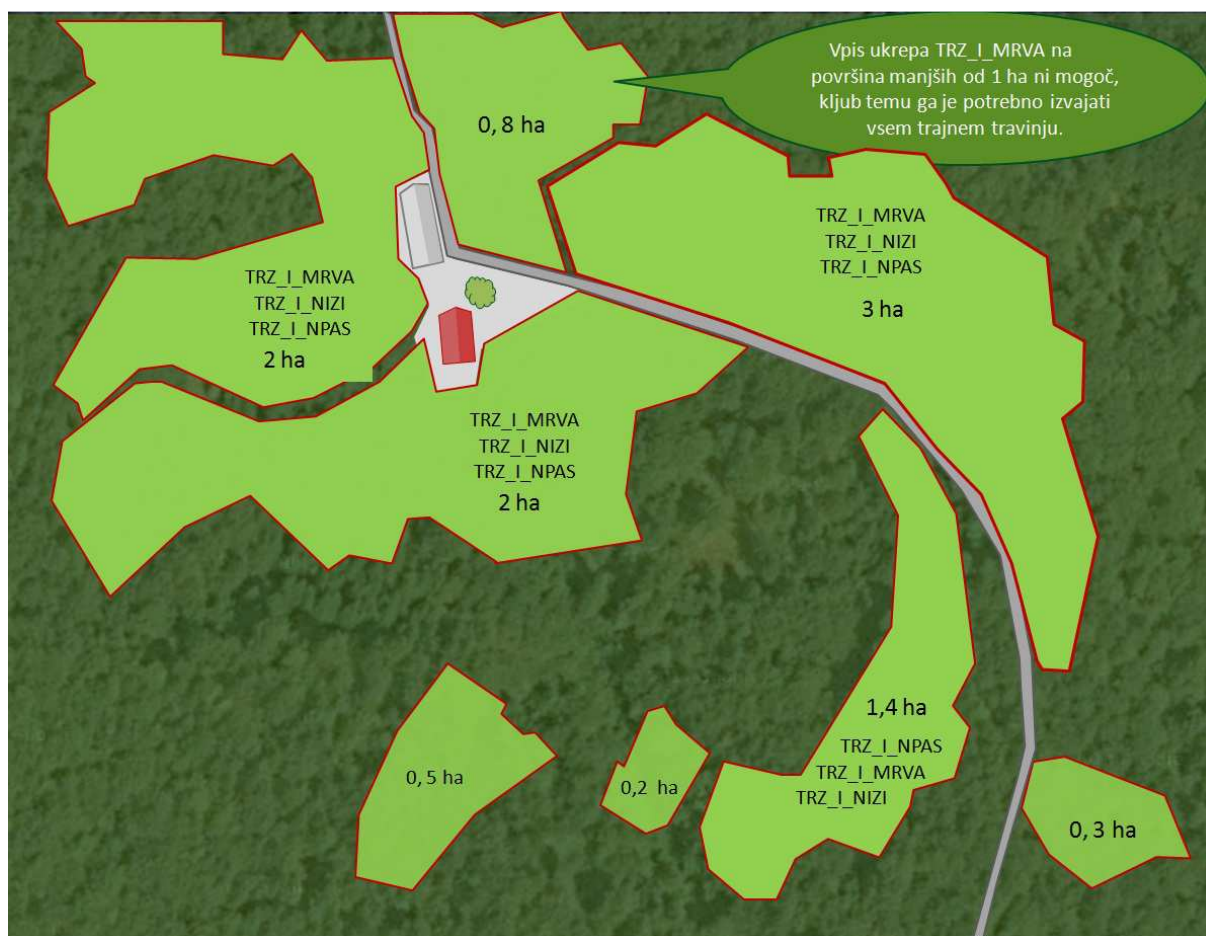 Vpis ukrepa TRZ_I_MRVA na
površina manjših od 1 ha ni mogoč,
kljub temu ga je potrebno izvajati
vsem trajnem travinju.
0, 8 ha
TRZ_I_MRVA
TRZ_I_NIZI
TRZ_I_NPAS
3 ha
TRZ_I_MRVA
TRZ_I_NIZI
TRZ_I_NPAS
2 ha
TRZ_I_MRVA
TRZ_I_NIZI
TRZ_I_NPAS
2 ha
1,4 ha
TRZ_I_NPAS
TRZ_I_MRVA
TRZ_I_NIZI
0, 5 ha
0,2 ha
0, 3 ha